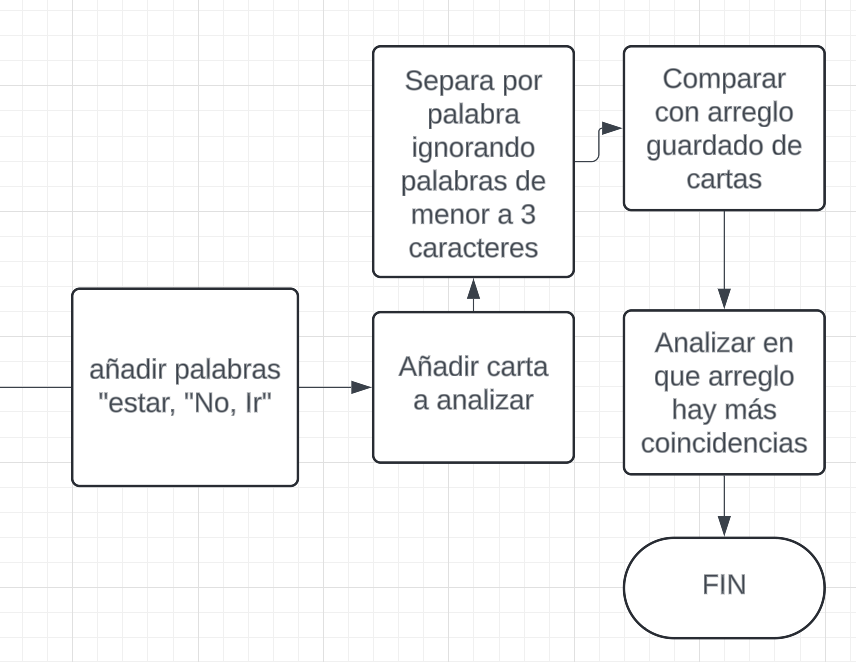 añadir palabras
"estar, "No, Ir"
Añadir carta
a analizar
Separa por
palabra
ignorando
palabras de
menor a 3
caracteres
Comparar
con arreglo
guardado de
cartas
Analizar en
que arreglo
hay más
coincidencias
FIN